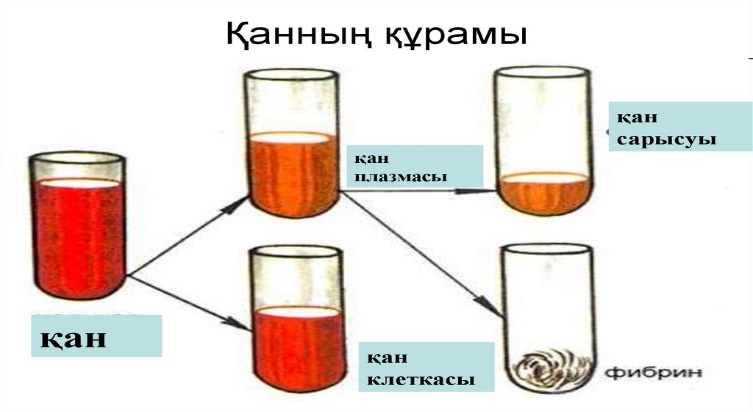 Қанның құрамы
қан
сарысуы
қан
плазмасы
қан
қан
клеткасы
фибрин